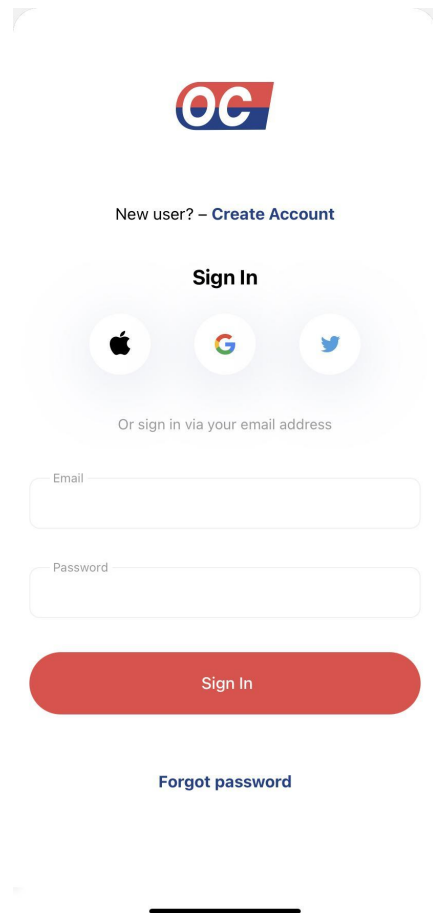 OC
New user? – Create Account
Sign In
Or sign in via your email address
Email
Password
Sign In
Forgot password